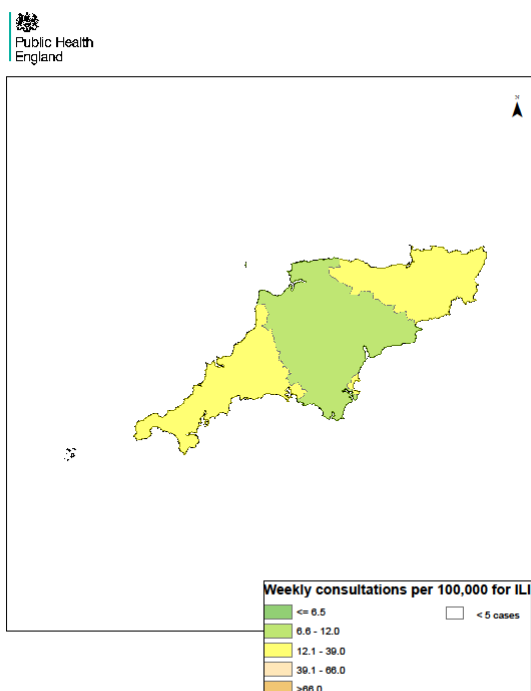 Public Health
England
N
Weekly consultations per 100,000 for ILI
<= 6.5
< 5 cases
6.6 - 12.0
12.1 - 39.0
39.1 - 66.0
>66.0